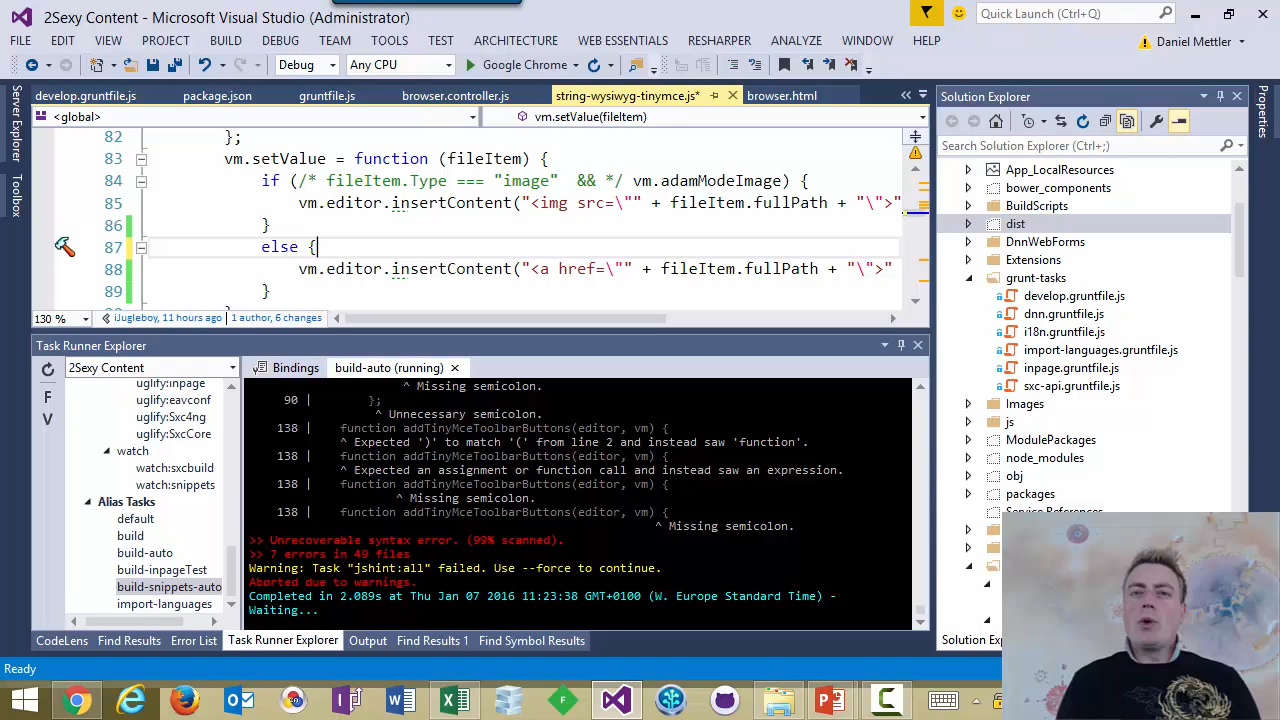 2Sexy Content - Microsoft Visual Studio (Administrator)
Quick Launch (Ctrl+Q)
FILE EDIT VIEW PROJECT BUILD DEBUG TEAM TOOLS TEST ARCHITECTURE WEB ESSENTIALS RESHARPER ANALYZE WINDOW HELP
Daniel Mettler
Debug Any CPU Google Chrome
Server Explorer
Toolbox
develop.gruntfile.js package.json gruntfile.js browser.controller.js string-wysiwyg-tinymce.js* browser.html
<global> vm.setValue(fileItem)
82 };
83 vm.setValue = function (fileItem) {
84 if (/* fileItem.Type === "image" && */ vm.adamModeImage) {
85 vm.editor.insertContent("<img src=\"" + fileItem.fullPath + "\">"
86 }
87 else {
88 vm.editor.insertContent("<a href=\"" + fileItem.fullPath + "\">"
89 }
130 % iJugleboy, 11 hours ago | 1 author, 6 changes
Task Runner Explorer
2Sexy Content
Bindings build-auto (running)
F
V
uglify:inpage
uglify:eavconf
uglify:Sxc4ng
uglify:SxcCore
watch
watch:sxcbuild
watch:snippets
Alias Tasks
default
build
build-auto
build-inpageTest
build-snippets-auto
import-languages
^ Missing semicolon.
90 | };
^ Unnecessary semicolon.
138 | function addTinyMceToolbarButtons(editor, vm) {
^ Expected ')' to match '(' from line 2 and instead saw 'function'.
138 | function addTinyMceToolbarButtons(editor, vm) {
^ Expected an assignment or function call and instead saw an expression.
138 | function addTinyMceToolbarButtons(editor, vm) {
^ Missing semicolon.
138 | function addTinyMceToolbarButtons(editor, vm) {
^ Missing semicolon.
>> Unrecoverable syntax error. (99% scanned).
>> 7 errors in 49 files
Warning: Task "jshint:all" failed. Use --force to continue.
Aborted due to warnings.
Completed in 2.089s at Thu Jan 07 2016 11:23:38 GMT+0100 (W. Europe Standard Time) -
Waiting...
CodeLens Find Results Error List Task Runner Explorer Output Find Results 1 Find Symbol Results
Ready
Solution Explorer
Search Solution Explorer (Ctrl+;)
App_LocalResources
bower_components
BuildScripts
dist
DnnWebForms
Extensions
grunt-tasks
develop.gruntfile.js
dnn.gruntfile.js
i18n.gruntfile.js
import-languages.gruntfile.js
inpage.gruntfile.js
sxc-api.gruntfile.js
Images
js
ModulePackages
node_modules
obj
packages
Solution Ex
Properties